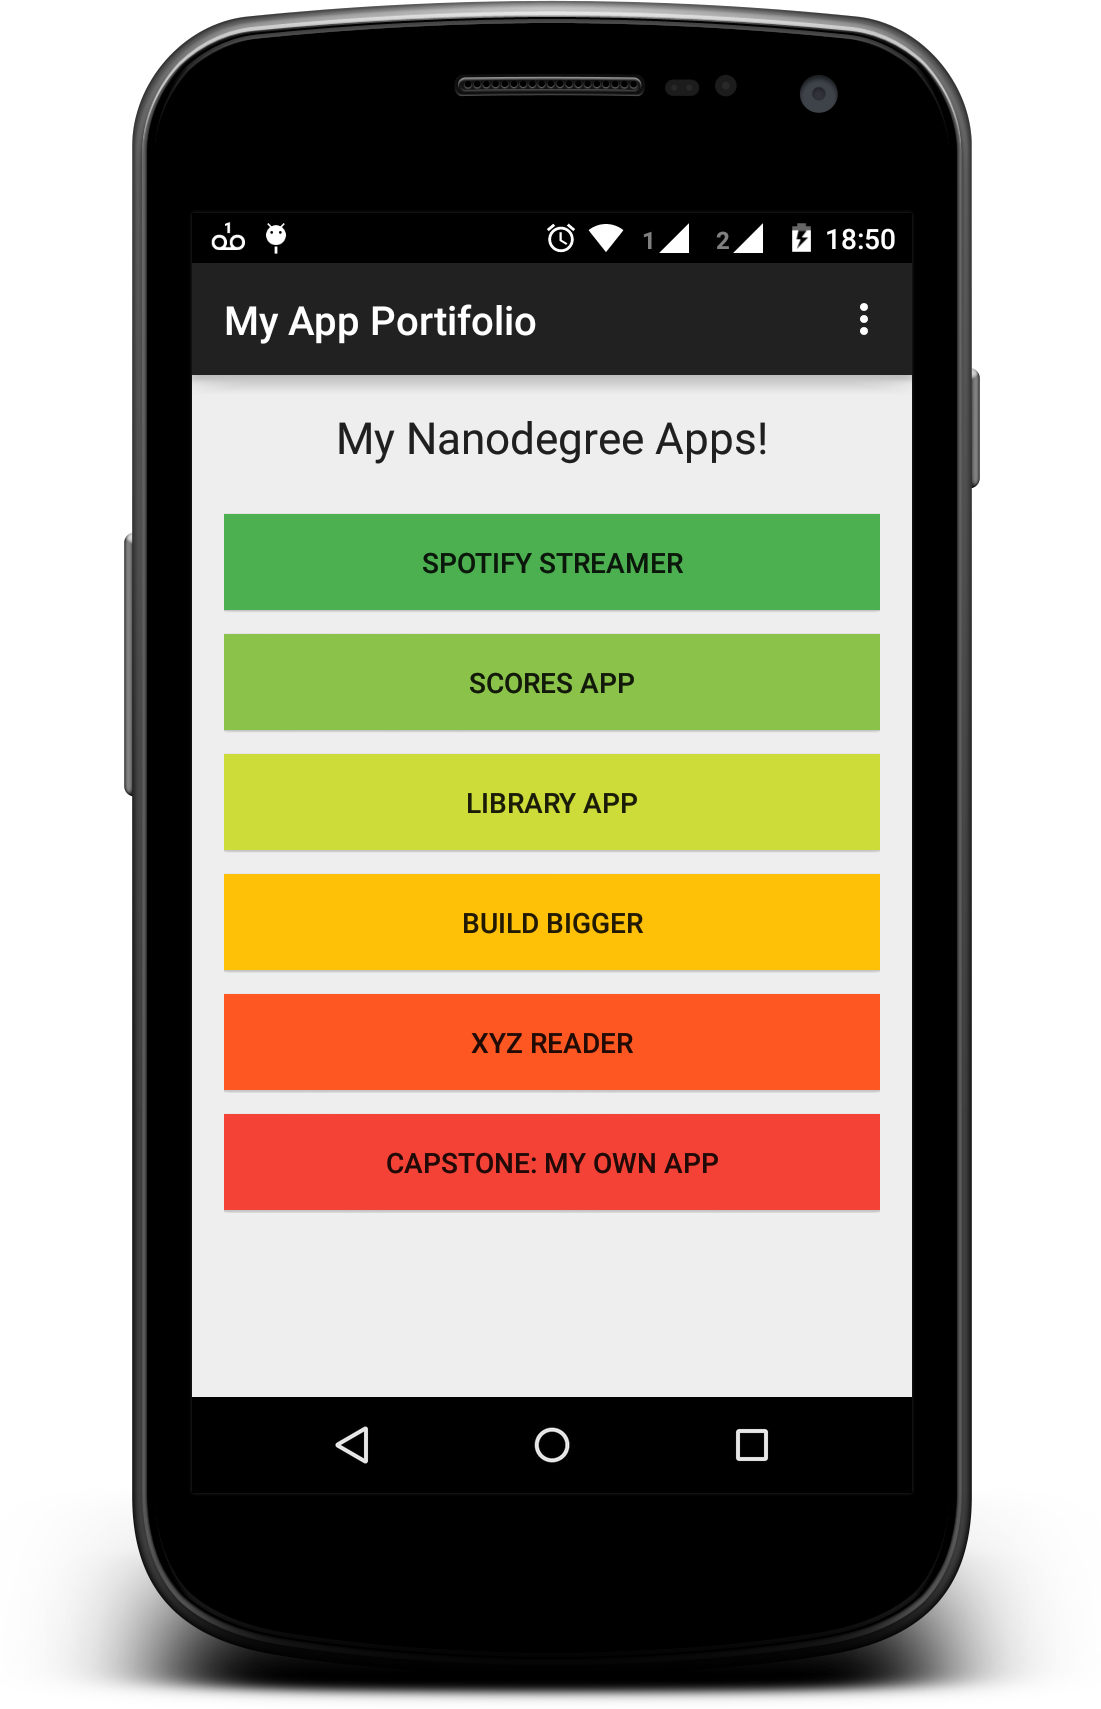 1
1 2 18:50
My App Portifolio
My Nanodegree Apps!
SPOTIFY STREAMER
SCORES APP
LIBRARY APP
BUILD BIGGER
XYZ READER
CAPSTONE: MY OWN APP